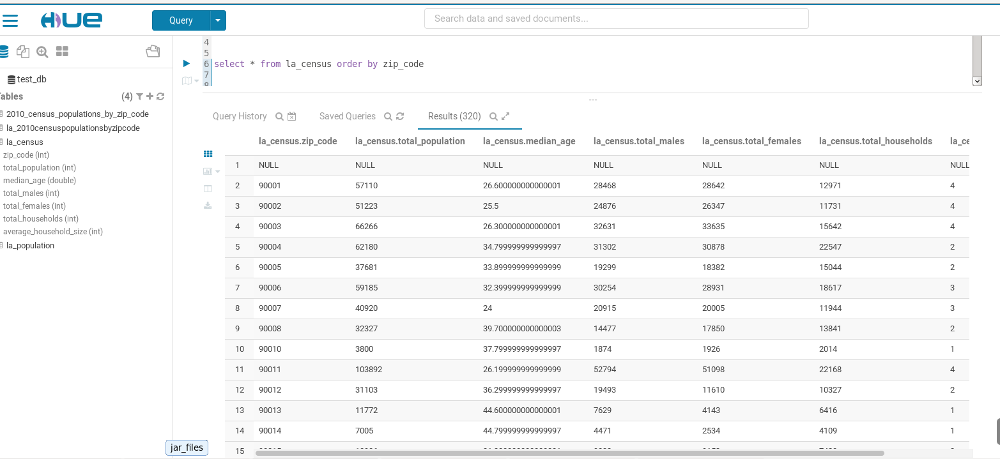 HUE
Query
Search data and saved documents...
4
5
6 select * from la_census order by zip_code
7
8
test_db
ables (4)
2010_census_populations_by_zip_code
la_2010censuspopulationsbyzipcode
la_census
zip_code (int)
total_population (int)
median_age (double)
total_males (int)
total_females (int)
total_households (int)
average_household_size (int)
la_population
Query History Saved Queries Results (320)
la_census.zip_code la_census.total_population la_census.median_age la_census.total_males la_census.total_females la_census.total_households la_ce
1 NULL NULL NULL NULL NULL NULL NULL
2 90001 57110 26.600000000000001 28468 28642 12971 4
3 90002 51223 25.5 24876 26347 11731 4
4 90003 66266 26.300000000000001 32631 33635 15642 4
5 90004 62180 34.799999999999997 31302 30878 22547 2
6 90005 37681 33.899999999999999 19299 18382 15044 2
7 90006 59185 32.399999999999999 30254 28931 18617 3
8 90007 40920 24 20915 20005 11944 3
9 90008 32327 39.700000000000003 14477 17850 13841 2
10 90010 3800 37.799999999999997 1874 1926 2014 1
11 90011 103892 26.199999999999999 52794 51098 22168 4
12 90012 31103 36.299999999999997 19493 11610 10327 2
13 90013 11772 44.600000000000001 7629 4143 6416 1
14 90014 7005 44.799999999999997 4471 2534 4109 1
15
jar_files